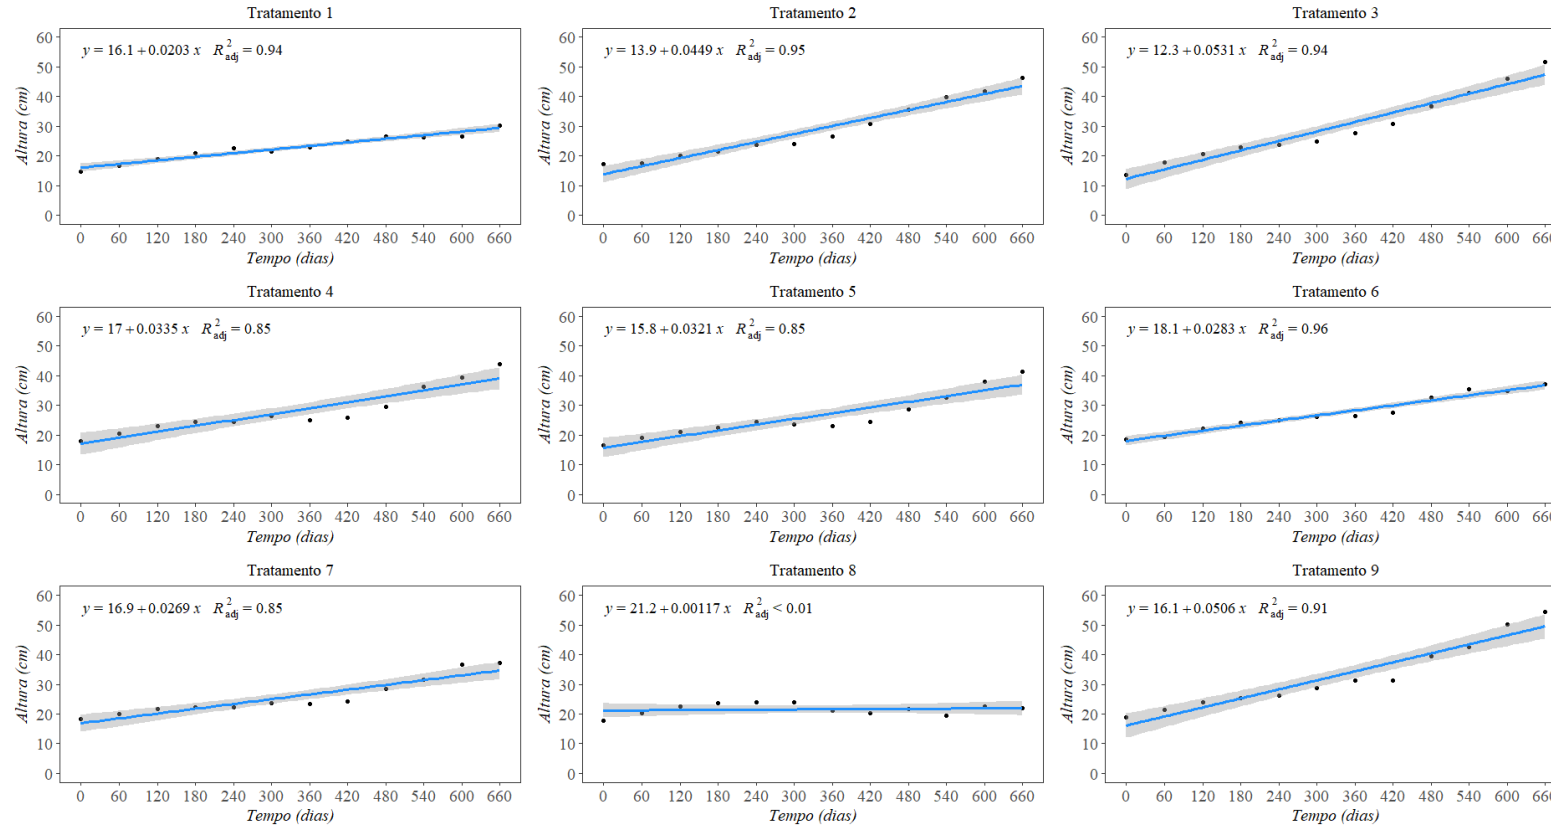 Tratamento 1
y = 16.1 + 0.0203 x R²adj = 0.94
Altura (cm)
60
50
40
30
20
10
0
0 60 120 180 240 300 360 420 480 540 600 660
Tempo (dias)
Tratamento 2
y = 13.9 + 0.0449 x R²adj = 0.95
Altura (cm)
60
50
40
30
20
10
0
0 60 120 180 240 300 360 420 480 540 600 660
Tempo (dias)
Tratamento 3
y = 12.3 + 0.0531 x R²adj = 0.94
Altura (cm)
60
50
40
30
20
10
0
0 60 120 180 240 300 360 420 480 540 600 660
Tempo (dias)
Tratamento 4
y = 17 + 0.0335 x R²adj = 0.85
Altura (cm)
60
50
40
30
20
10
0
0 60 120 180 240 300 360 420 480 540 600 660
Tempo (dias)
Tratamento 5
y = 15.8 + 0.0321 x R²adj = 0.85
Altura (cm)
60
50
40
30
20
10
0
0 60 120 180 240 300 360 420 480 540 600 660
Tempo (dias)
Tratamento 6
y = 18.1 + 0.0283 x R²adj = 0.96
Altura (cm)
60
50
40
30
20
10
0
0 60 120 180 240 300 360 420 480 540 600 660
Tempo (dias)
Tratamento 7
y = 16.9 + 0.0269 x R²adj = 0.85
Altura (cm)
60
50
40
30
20
10
0
0 60 120 180 240 300 360 420 480 540 600 660
Tempo (dias)
Tratamento 8
y = 21.2 + 0.00117 x R²adj < 0.01
Altura (cm)
60
50
40
30
20
10
0
0 60 120 180 240 300 360 420 480 540 600 660
Tempo (dias)
Tratamento 9
y = 16.1 + 0.0506 x R²adj = 0.91
Altura (cm)
60
50
40
30
20
10
0
0 60 120 180 240 300 360 420 480 540 600 660
Tempo (dias)